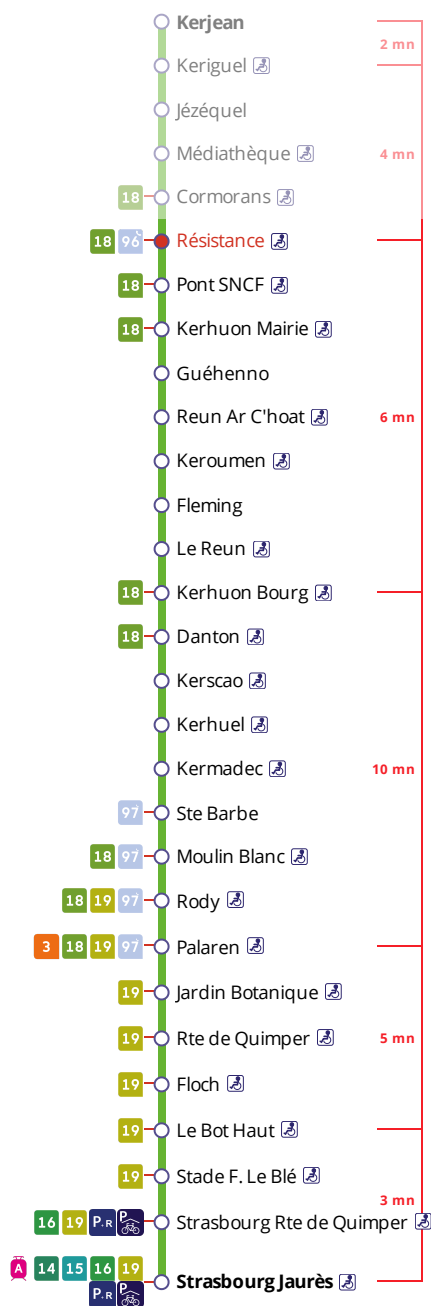 Kerjean
2 mn
Keriguel
Jézéquel
Médiathèque
4 mn
18 Cormorans
18 96 Résistance
18 Pont SNCF
18 Kerhuon Mairie
Guéhenno
Reun Ar C'hoat
6 mn
Keroumen
Fleming
Le Reun
18 Kerhuon Bourg
18 Danton
Kerscao
Kerhuel
Kermadec
10 mn
97 Ste Barbe
18 97 Moulin Blanc
18 19 97 Rody
3 18 19 97 Palaren
19 Jardin Botanique
19 Rte de Quimper
5 mn
19 Floch
19 Le Bot Haut
19 Stade F. Le Blé
3 mn
16 19 P+R P Strasbourg Rte de Quimper
A 14 15 16 19
P+R P
Strasbourg Jaurès